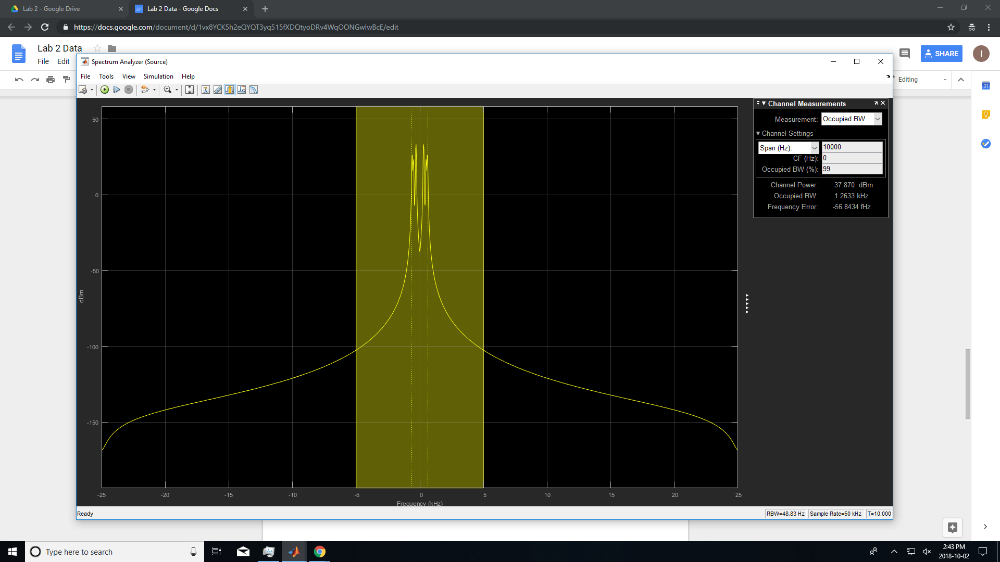 Lab 2 - Google Drive
Lab 2 Data - Google Docs
https://docs.google.com/document/d/1vx8YCK5h2eQYQT3yq515fXDQtyoDRv4WqOONGwlwBcE/edit
Lab 2 Data
File Edit
SHARE
I
Editing
31
Spectrum Analyzer (Source)
File Tools View Simulation Help
Channel Measurements
Measurement: Occupied BW
Channel Settings
Span (Hz): 10000
CF (Hz): 0
Occupied BW (%): 99
Channel Power: 37.870 dBm
Occupied BW: 1.2633 kHz
Frequency Error: -56.8434 fHz
50
0
-50
-100
-150
dBm
-25 -20 -15 -10 -5 0 5 10 15 20 25
Frequency (kHz)
Ready
RBW=48.83 Hz Sample Rate=50 kHz T=10.000
Type here to search
2:43 PM
2018-10-02